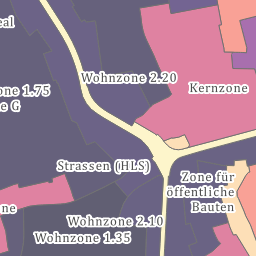 eal
Wohnzone 2.20
Kernzone
one 1.75
e G
Strassen (HLS)
Zone für
öffentliche
Bauten
ne
Wohnzone 2.10
Wohnzone 1.35